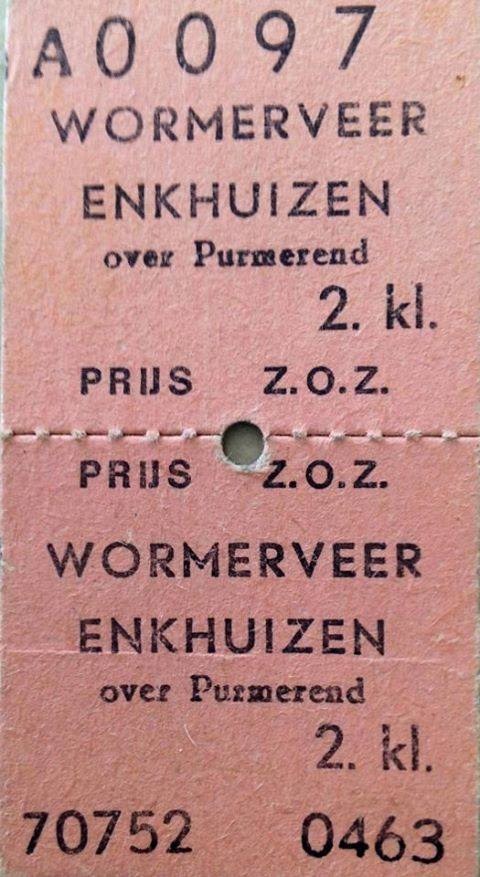 A0097
WORMERVEER
ENKHUIZEN
over Purmerend
2. kl.
PRIJS Z.O.Z.
PRIJS Z.O.Z.
WORMERVEER
ENKHUIZEN
over Purmerend
2. kl.
70752 0463